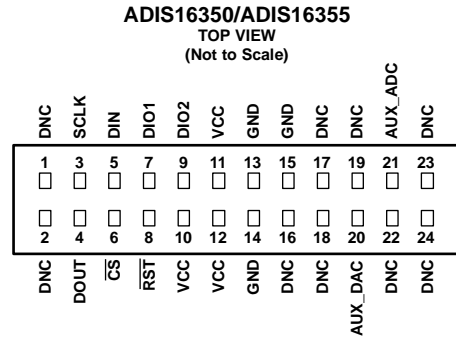 ADIS16350/ADIS16355
TOP VIEW
(Not to Scale)
DNC SCLK DIN DIO1 DIO2 VCC GND GND DNC DNC AUX_ADC DNC
1 3 5 7 9 11 13 15 17 19 21 23
2 4 6 8 10 12 14 16 18 20 22 24
DNC DOUT CS RST VCC VCC GND DNC DNC AUX_DAC DNC DNC